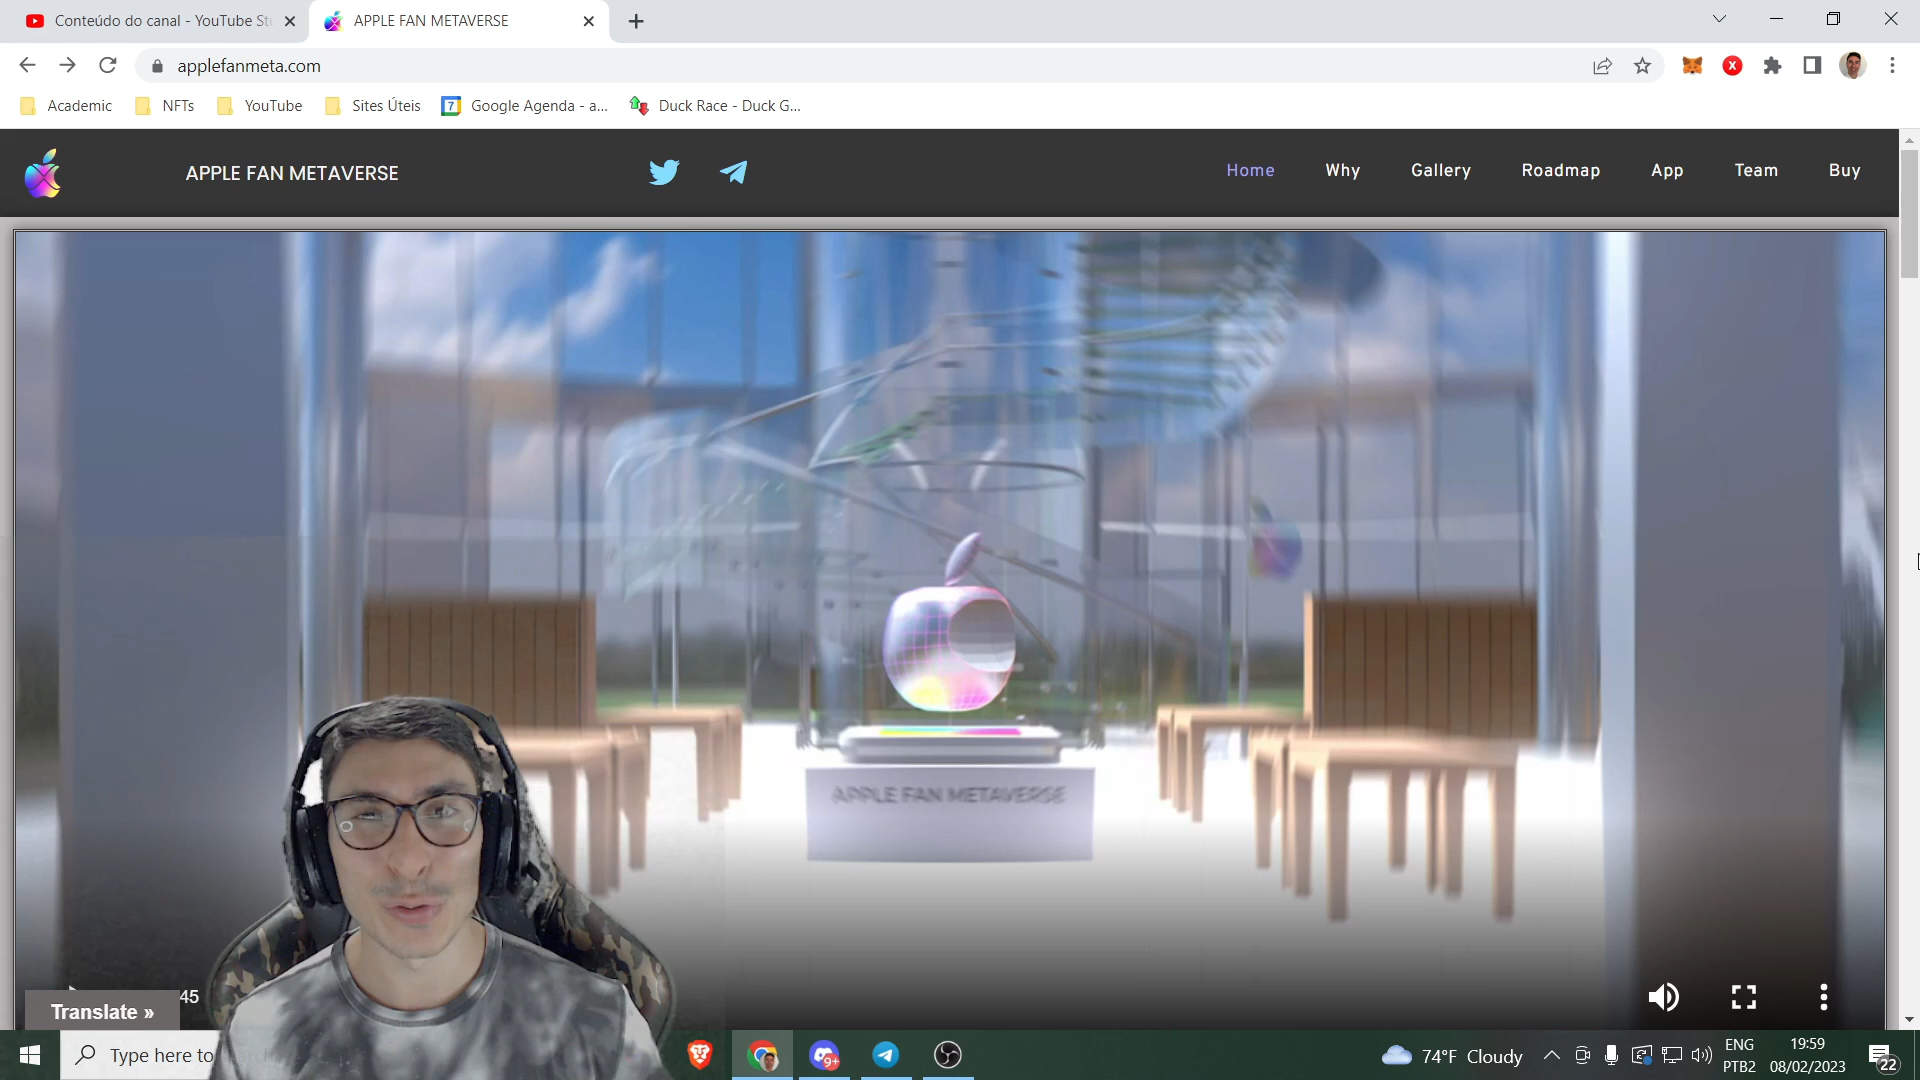 Conteúdo do canal - YouTube St
APPLE FAN METAVERSE
applefanmeta.com
Academic
NFTs
YouTube
Sites Úteis
7
Google Agenda - a...
Duck Race - Duck G...
APPLE FAN METAVERSE
Home
Why
Gallery
Roadmap
App
Team
Buy
APPLE FAN METAVERSE
45
Translate »
Type here to
9+
74°F Cloudy
ENG
PTB2
19:59
08/02/2023
22